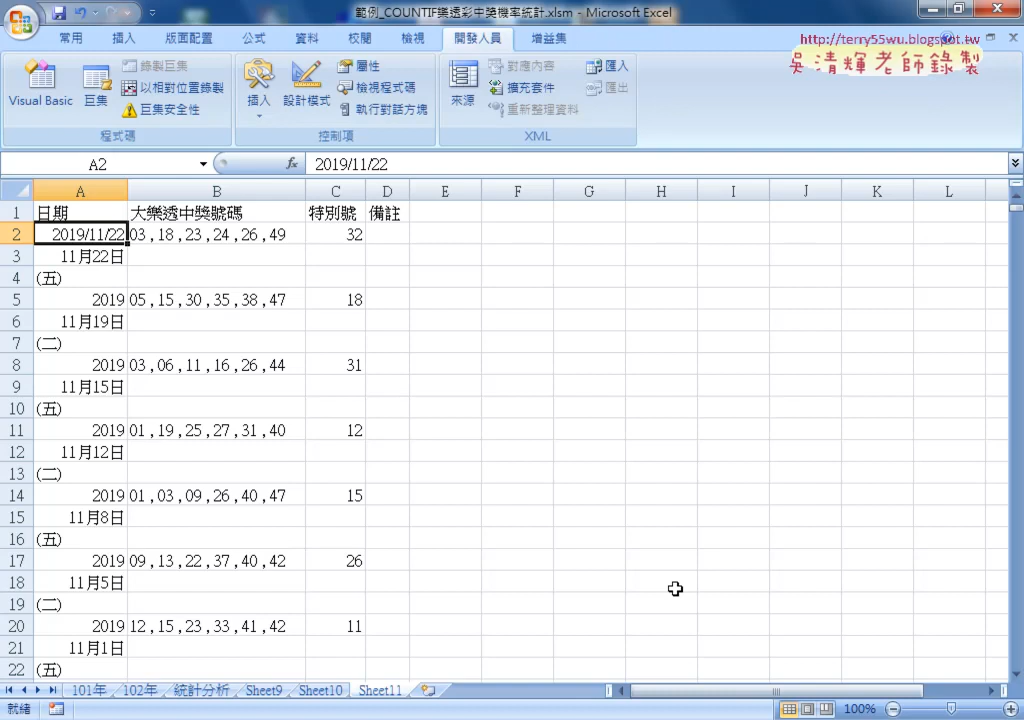 範例_COUNTIF樂透彩中獎機率統計.xlsm - Microsoft Excel
常用 插入 版面配置 公式 資料 校閱 檢視 開發人員 增益集
http://terry55wu.blogspot.tw
吳清輝老師錄製
Visual Basic 巨集 錄製巨集 以相對位置錄製 巨集安全性
插入 設計模式 屬性 檢視程式碼 執行對話方塊
來源 對應內容 擴充套件 重新整理資料 匯入 匯出
程式碼 控制項 XML
A2 fx 2019/11/22
A B C D E F G H I J K L
1 日期 大樂透中獎號碼 特別號 備註
2 2019/11/22 03 , 18 , 23 , 24 , 26 , 49 32
3 11月22日
4 (五)
5 2019 05 , 15 , 30 , 35 , 38 , 47 18
6 11月19日
7 (二)
8 2019 03 , 06 , 11 , 16 , 26 , 44 31
9 11月15日
10 (五)
11 2019 01 , 19 , 25 , 27 , 31 , 40 12
12 11月12日
13 (二)
14 2019 01 , 03 , 09 , 26 , 40 , 47 15
15 11月8日
16 (五)
17 2019 09 , 13 , 22 , 37 , 40 , 42 26
18 11月5日
19 (二)
20 2019 12 , 15 , 23 , 33 , 41 , 42 11
21 11月1日
22 (五)
101年 102年 統計分析 Sheet9 Sheet10 Sheet11
就緒 100%